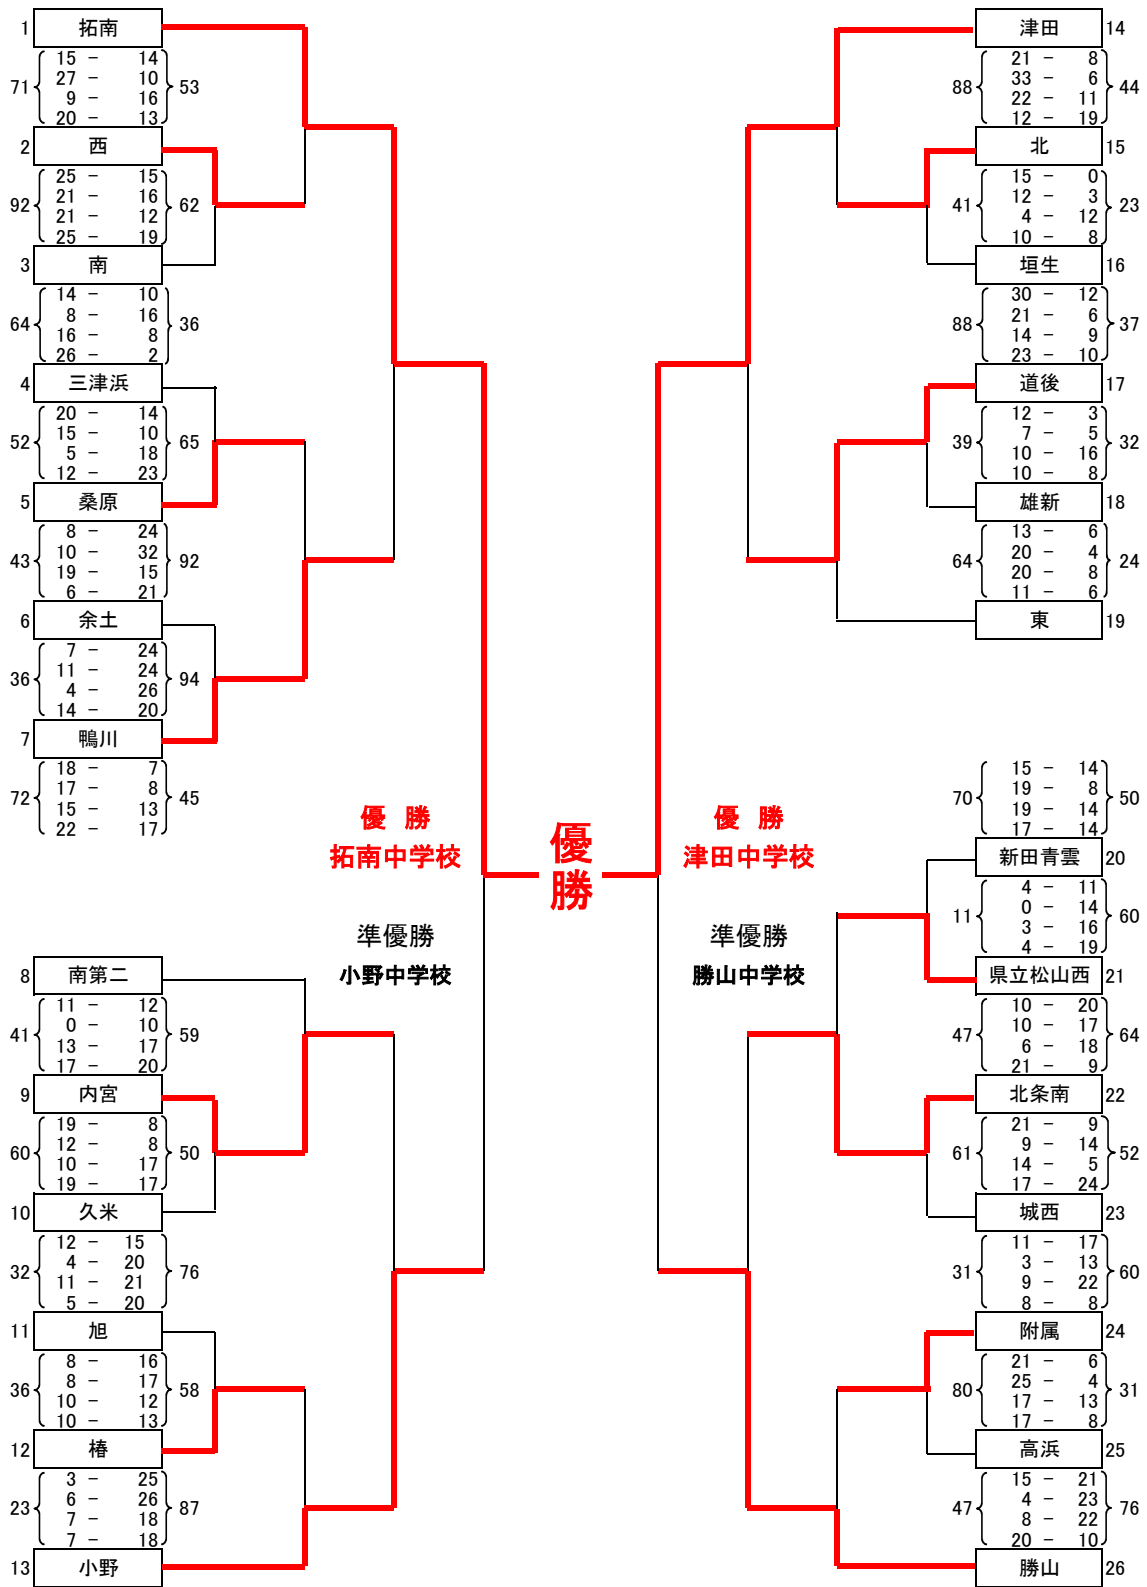 1 拓南
71 15 - 14 53
27 - 10
9 - 16
20 - 13
2 西
92 25 - 15 62
21 - 16
21 - 12
25 - 19
3 南
64 14 - 10 36
8 - 16
16 - 8
26 - 2
4 三津浜
52 20 - 14 65
15 - 10
5 - 18
12 - 23
5 桑原
43 8 - 24 92
10 - 32
19 - 15
6 - 21
6 余土
36 7 - 24 94
11 - 24
4 - 26
14 - 20
7 鴨川
72 18 - 7 45
17 - 8
15 - 13
22 - 17
8 南第二
41 11 - 12 59
0 - 10
13 - 17
17 - 20
9 内宮
60 19 - 8 50
12 - 8
10 - 17
19 - 17
10 久米
32 12 - 15 76
4 - 20
11 - 21
5 - 20
11 旭
36 8 - 16 58
8 - 17
10 - 12
10 - 13
12 椿
23 3 - 25 87
6 - 26
7 - 18
7 - 18
13 小野
優 勝
拓南中学校
準優勝
小野中学校
優勝
優 勝
津田中学校
準優勝
勝山中学校
津田 14
88 21 - 8 44
33 - 6
22 - 11
12 - 19
北 15
41 15 - 0 23
12 - 3
4 - 12
10 - 8
垣生 16
88 30 - 12 37
21 - 6
14 - 9
23 - 10
道後 17
39 12 - 3 32
7 - 5
10 - 16
10 - 8
雄新 18
64 13 - 6 24
20 - 4
20 - 8
11 - 6
東 19
70 15 - 14 50
19 - 8
19 - 14
17 - 14
新田青雲 20
11 4 - 11 60
0 - 14
3 - 16
4 - 19
県立松山西 21
47 10 - 20 64
10 - 17
6 - 18
21 - 9
北条南 22
61 21 - 9 52
9 - 14
14 - 5
17 - 24
城西 23
31 11 - 17 60
3 - 13
9 - 22
8 - 8
附属 24
80 21 - 6 31
25 - 4
17 - 13
17 - 8
高浜 25
47 15 - 21 76
4 - 23
8 - 22
20 - 10
勝山 26